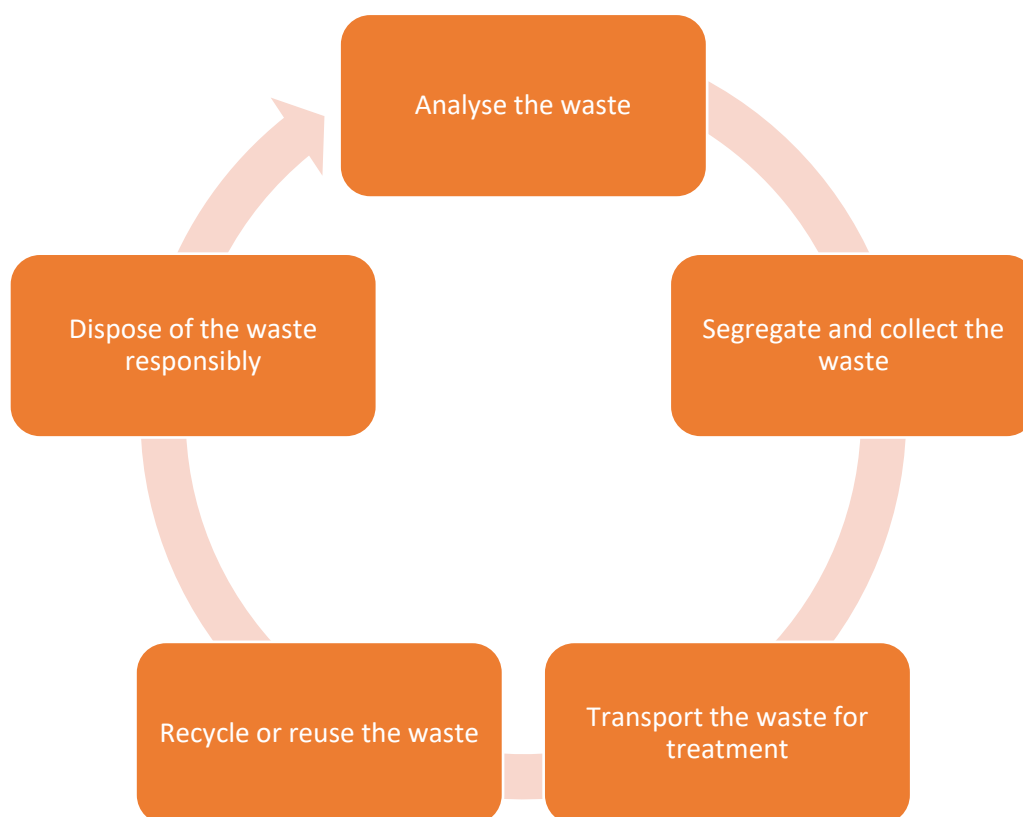 Analyse the waste
Segregate and collect the
waste
Transport the waste for
treatment
Recycle or reuse the waste
Dispose of the waste
responsibly